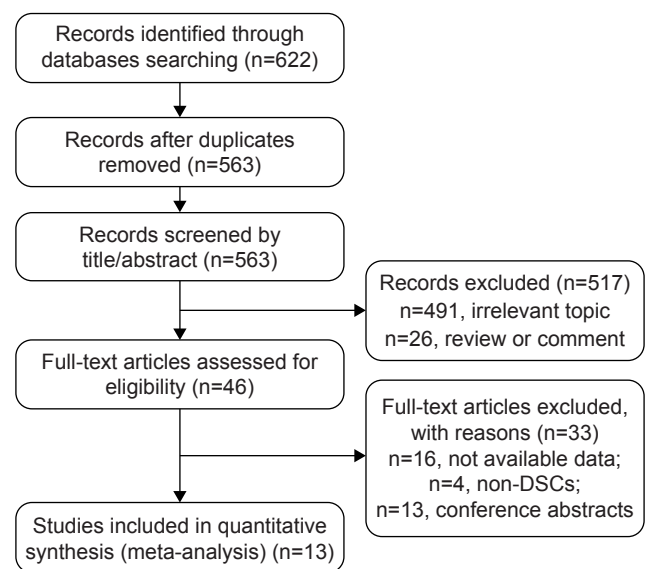 Records identified through
databases searching (n=622)
Records after duplicates
removed (n=563)
Records screened by
title/abstract (n=563)
Records excluded (n=517)
n=491, irrelevant topic
n=26, review or comment
Full-text articles assessed for
eligibility (n=46)
Full-text articles excluded,
with reasons (n=33)
n=16, not available data;
n=4, non-DSCs;
n=13, conference abstracts
Studies included in quantitative
synthesis (meta-analysis) (n=13)